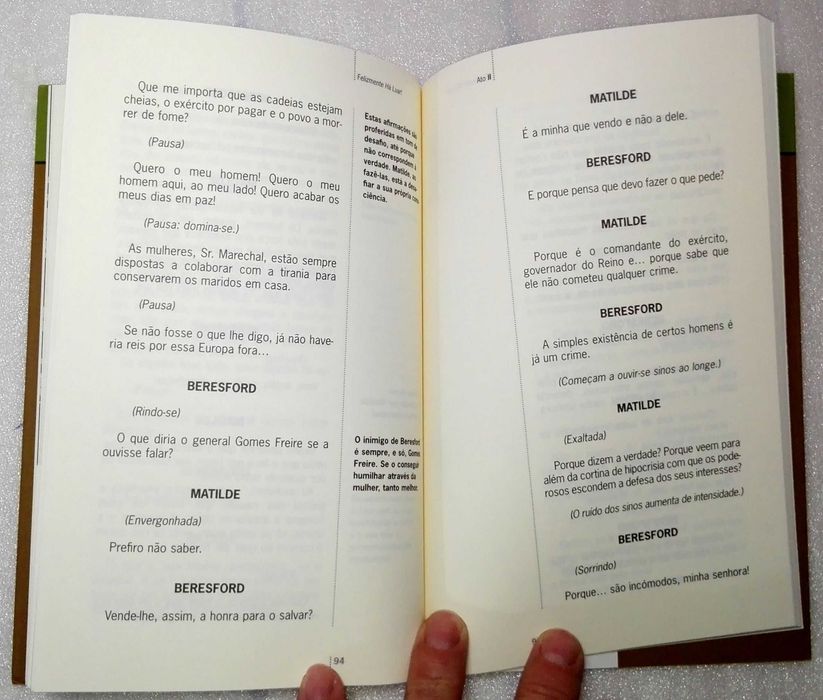 Felizmente Há Luar!
Que me importa que as cadeias estejam
cheias, o exército por pagar e o povo a mor-
rer de fome?
(Pausa)
Quero o meu homem! Quero o meu
homem aqui, ao meu lado! Quero acabar os
meus dias em paz!
(Pausa: domina-se.)
As mulheres, Sr. Marechal, estão sempre
dispostas a colaborar com a tirania para
conservarem os maridos em casa.
(Pausa)
Se não fosse o que lhe digo, já não have-
ria reis por essa Europa fora...
BERESFORD
(Rindo-se)
O que diria o general Gomes Freire se a
ouvisse falar?
MATILDE
(Envergonhada)
Prefiro não saber.
BERESFORD
Vende-lhe, assim, a honra para o salvar?
Estas afirmações são
proferidas em tom de
desafio, até porque
não correspondem à
verdade. Matilde, ao
fazê-las, está a desa-
fiar a sua própria cons-
ciência.
O inimigo de Beresford
é sempre, e só, Gomes
Freire. Se o conseguir
humilhar através da
mulher, tanto melhor.
94
Ato II
MATILDE
É a minha que vendo e não a dele.
BERESFORD
E porque pensa que devo fazer o que pede?
MATILDE
Porque é o comandante do exército,
governador do Reino e... porque sabe que
ele não cometeu qualquer crime.
BERESFORD
A simples existência de certos homens é
já um crime.
(Começam a ouvir-se sinos ao longe.)
MATILDE
(Exaltada)
Porque dizem a verdade? Porque veem para
além da cortina de hipocrisia com que os pode-
rosos escondem a defesa dos seus interesses?
(O ruído dos sinos aumenta de intensidade.)
BERESFORD
(Sorrindo)
Porque... são incómodos, minha senhora!